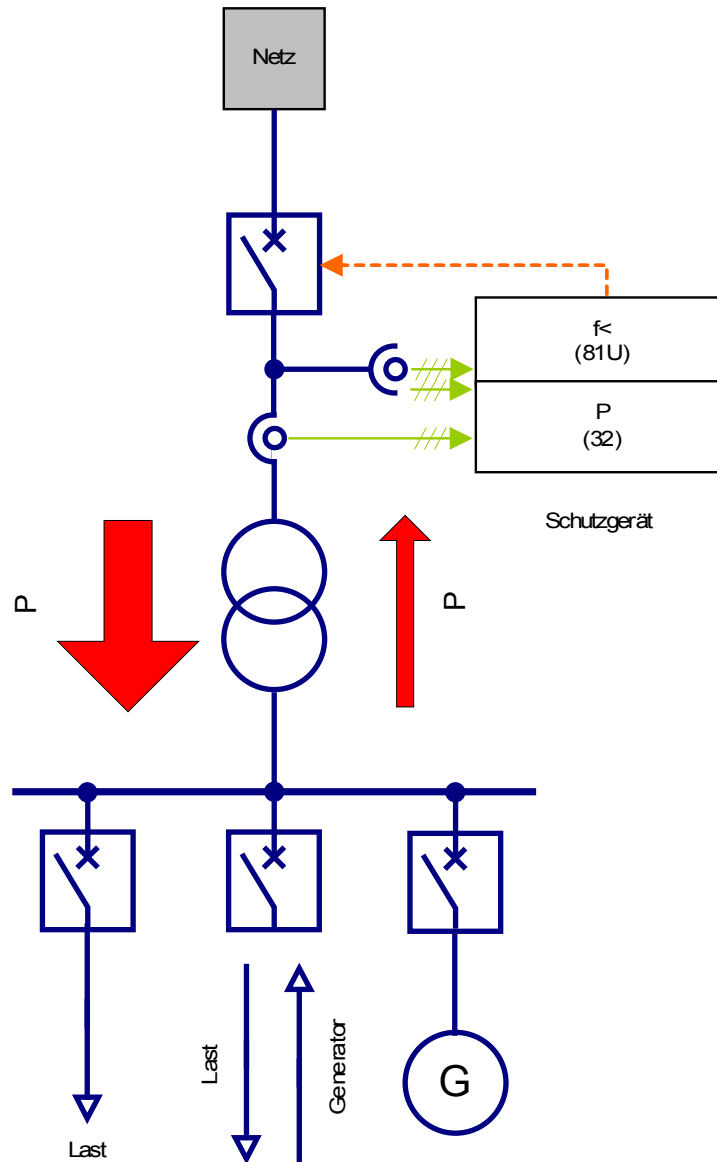 Netz
f<
(81U)
P
(32)
Schutzgerät
P
P
Last
Generator
G
Last